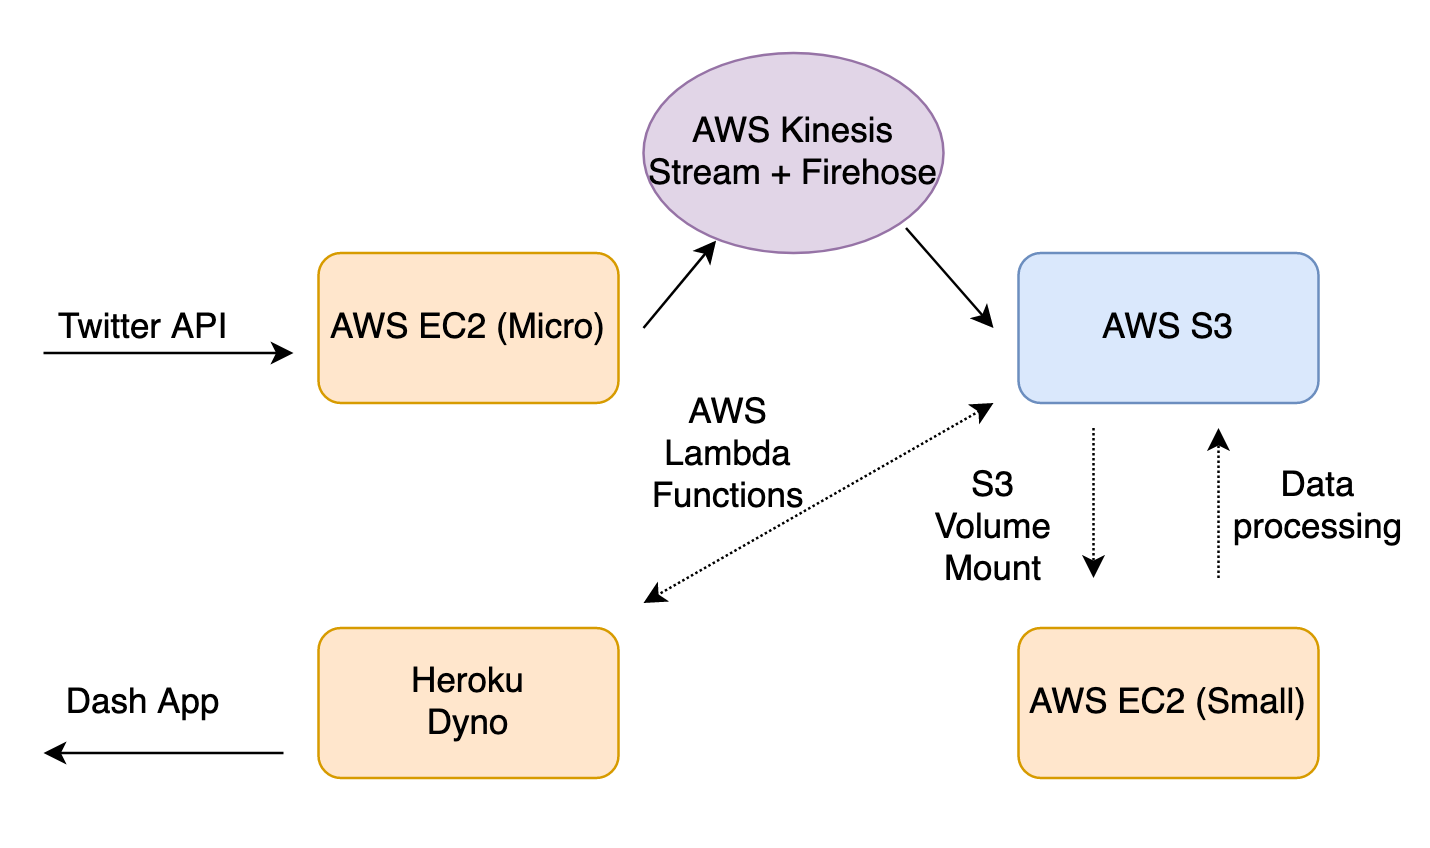 AWS Kinesis
Stream + Firehose
Twitter API
AWS EC2 (Micro)
AWS S3
AWS
Lambda
Functions
S3
Volume
Mount
Data
processing
Dash App
Heroku
Dyno
AWS EC2 (Small)